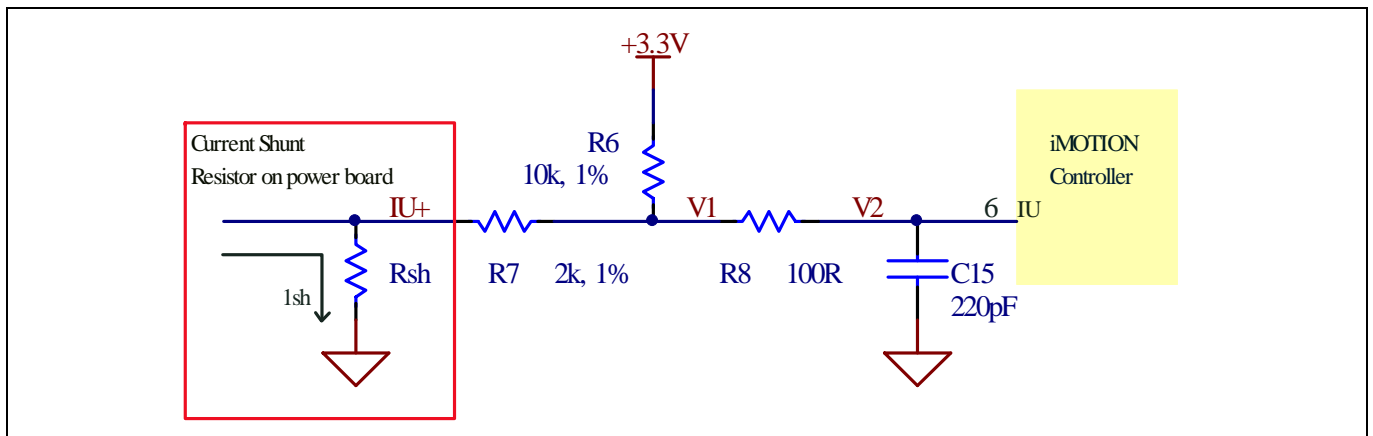 +3.3V
Current Shunt
Resistor on power board
R6
10k, 1%
iMOTION
Controller
IU+
V1
V2
6
IU
R7
2k, 1%
R8
100R
Rsh
1sh
C15
220pF